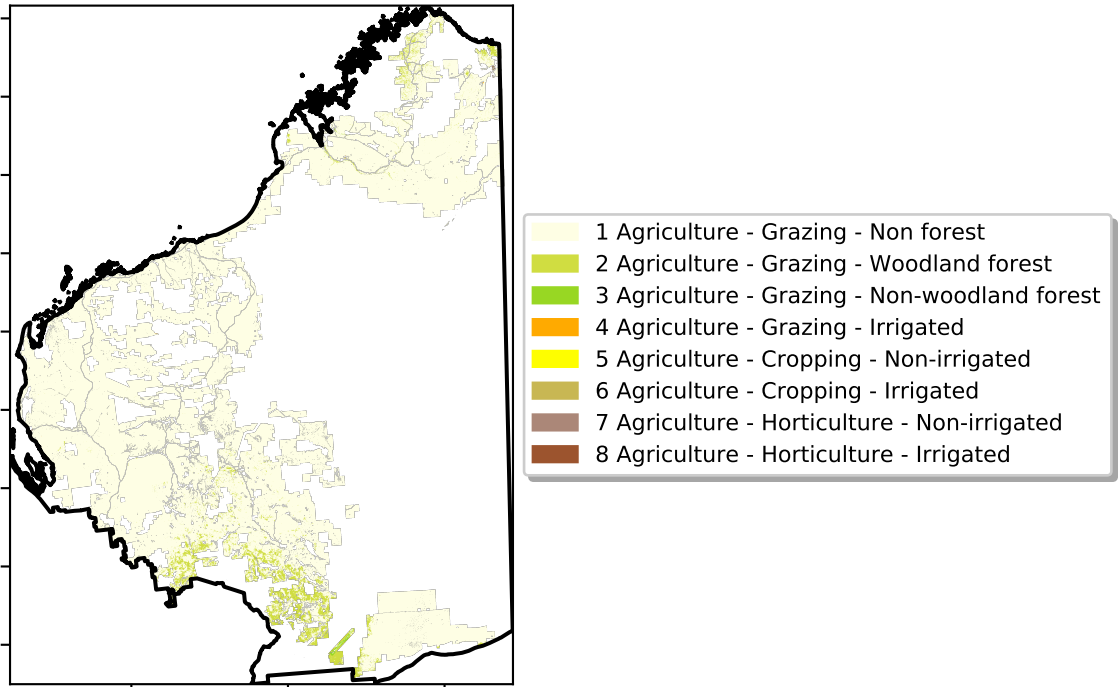 1 Agriculture - Grazing - Non forest
2 Agriculture - Grazing - Woodland forest
3 Agriculture - Grazing - Non-woodland forest
4 Agriculture - Grazing - Irrigated
5 Agriculture - Cropping - Non-irrigated
6 Agriculture - Cropping - Irrigated
7 Agriculture - Horticulture - Non-irrigated
8 Agriculture - Horticulture - Irrigated